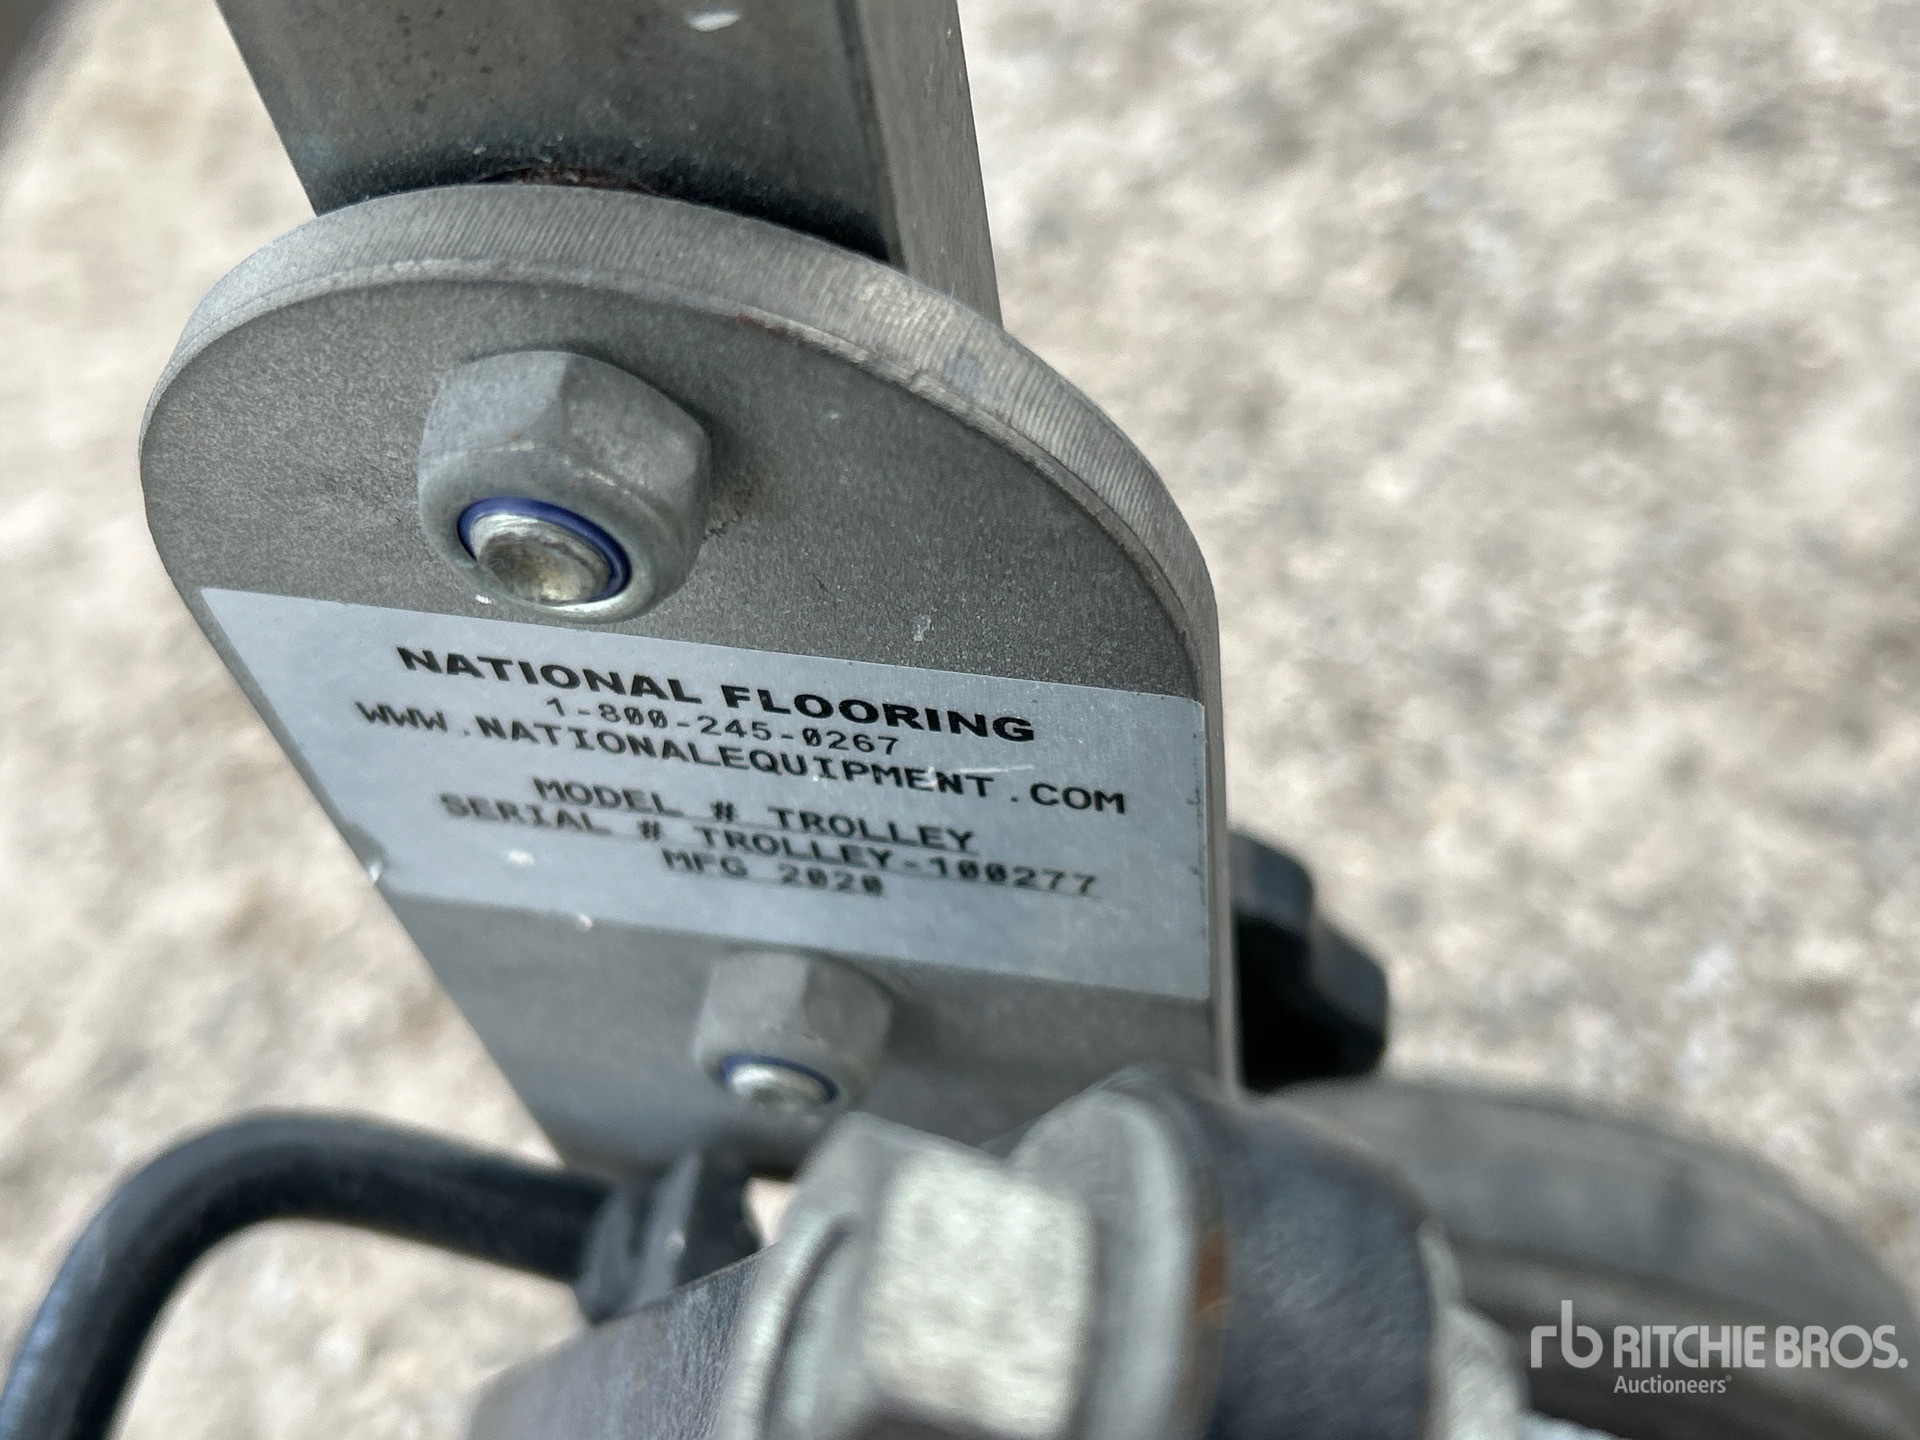 NATIONAL FLOORING
1-800-245-0267
WWW.NATIONALEQUIPMENT.COM
MODEL # TROLLEY
SERIAL # TROLLEY-100277
MFG 2020
rb RITCHIE BROS.
Auctioneers